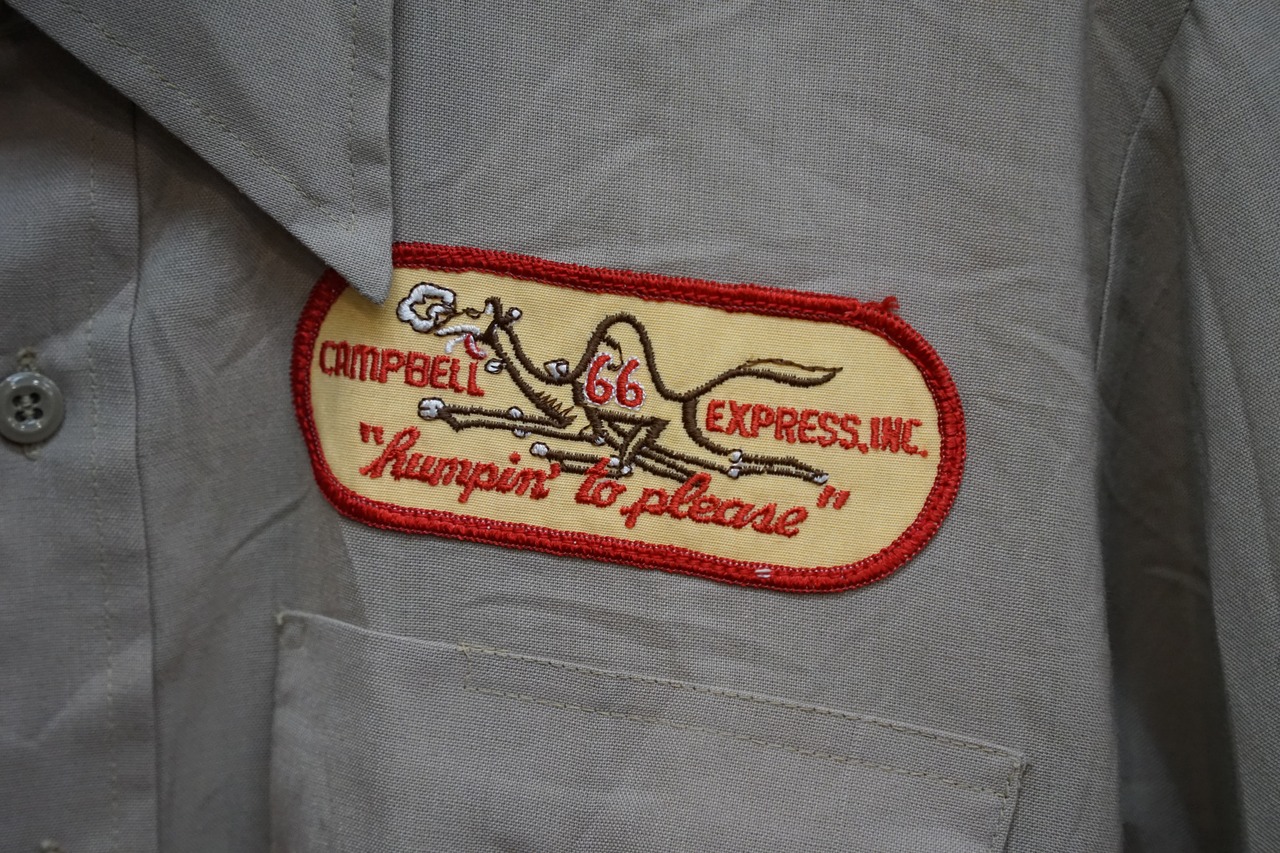 CAMPBELL
66
EXPRESS, INC.
"humpin' to please"